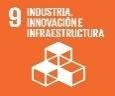 9 INDUSTRIA,
INNOVACIÓN E
INFRAESTRUCTURA